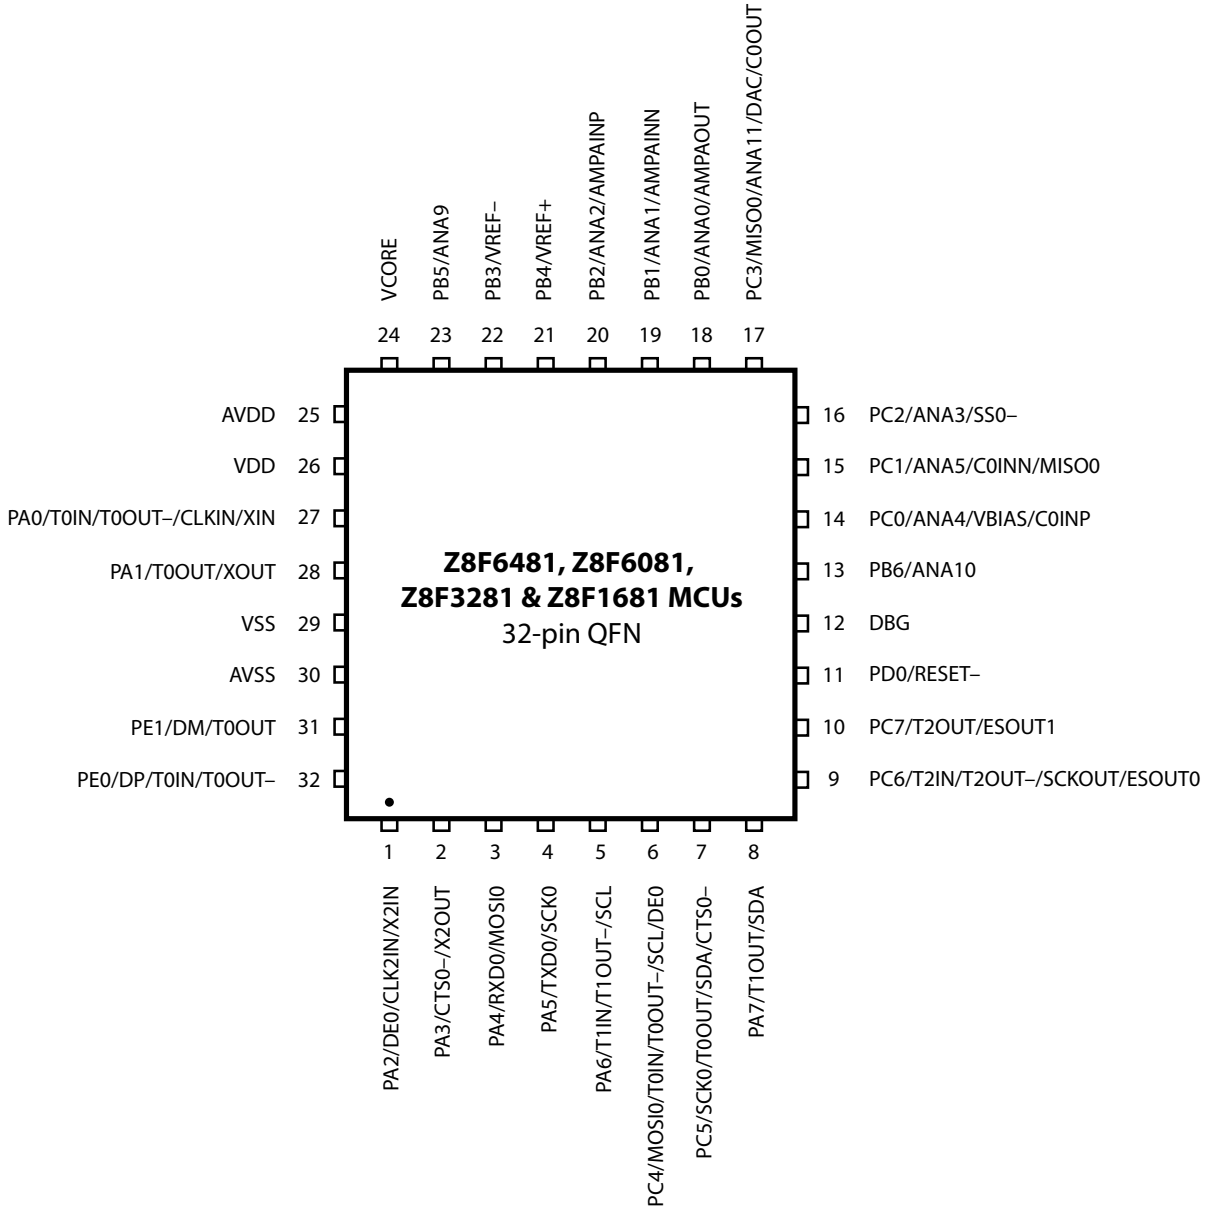 VCORE
PB5/ANA9
PB3/VREF–
PB4/VREF+
PB2/ANA2/AMPAINP
PB1/ANA1/AMPAINN
PB0/ANA0/AMPAOUT
PC3/MISO0/ANA11/DAC/C0OUT
24 23 22 21 20 19 18 17
AVDD 25
VDD 26
PA0/T0IN/T0OUT–/CLKIN/XIN 27
PA1/T0OUT/XOUT 28
VSS 29
AVSS 30
PE1/DM/T0OUT 31
PE0/DP/T0IN/T0OUT– 32
Z8F6481, Z8F6081,
Z8F3281 & Z8F1681 MCUs
32-pin QFN
16 PC2/ANA3/SS0–
15 PC1/ANA5/C0INN/MISO0
14 PC0/ANA4/VBIAS/C0INP
13 PB6/ANA10
12 DBG
11 PD0/RESET–
10 PC7/T2OUT/ESOUT1
9 PC6/T2IN/T2OUT–/SCKOUT/ESOUT0
1 2 3 4 5 6 7 8
PA2/DE0/CLK2IN/X2IN
PA3/CTS0–/X2OUT
PA4/RXD0/MOSI0
PA5/TXD0/SCK0
PA6/T1IN/T1OUT–/SCL
PC4/MOSI0/T0IN/T0OUT–/SCL/DE0
PC5/SCK0/T0OUT/SDA/CTS0–
PA7/T1OUT/SDA